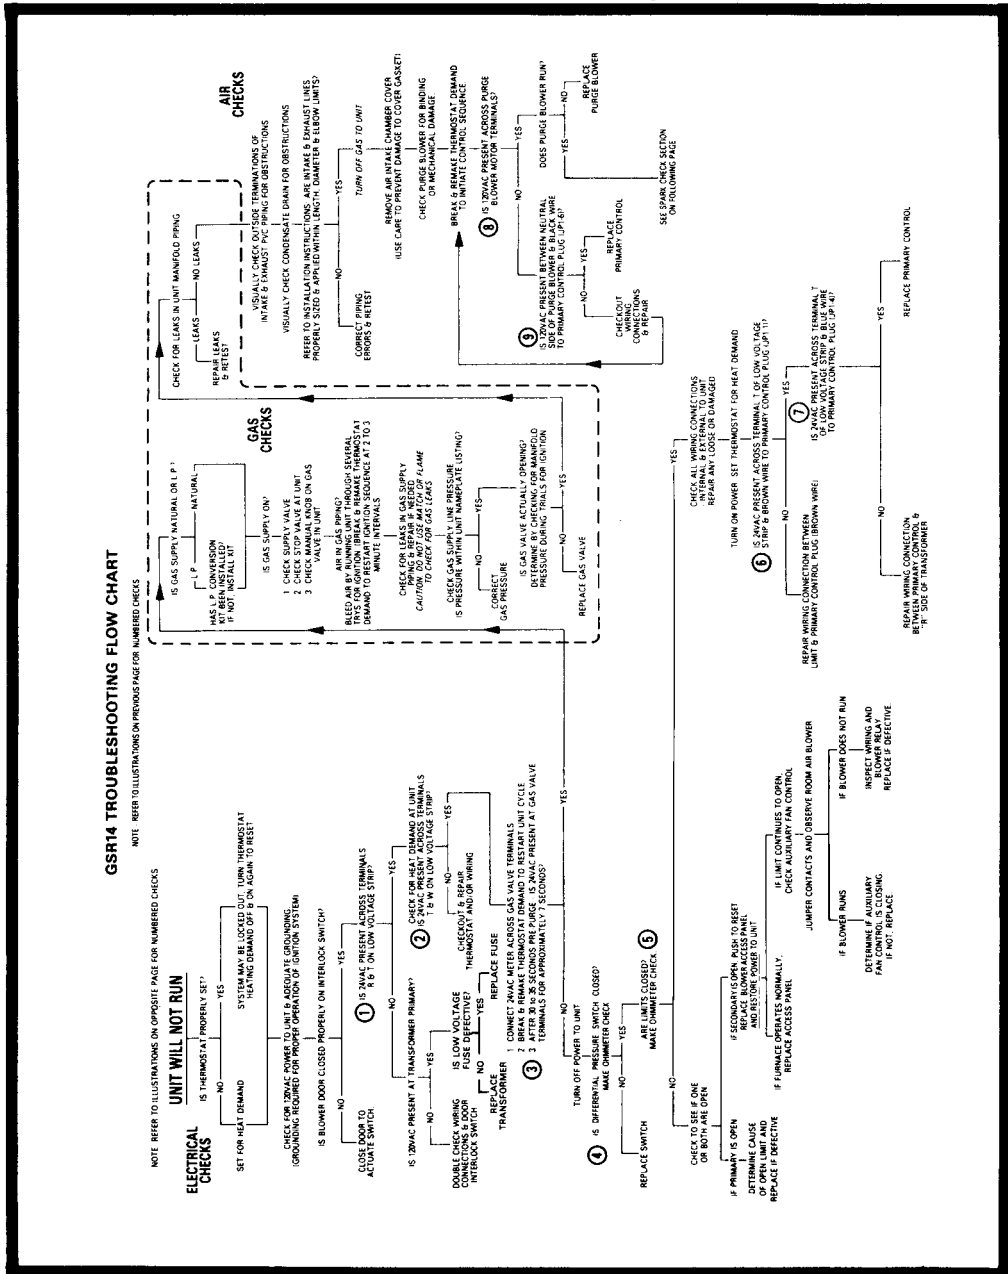 GSR14 TROUBLESHOOTING FLOW CHART
NOTE REFER TO ILLUSTRATIONS ON PREVIOUS PAGE FOR NUMBERED CHECKS
NOTE REFER TO ILLUSTRATIONS ON OPPOSITE PAGE FOR NUMBERED CHECKS
ELECTRICAL
CHECKS
UNIT WILL NOT RUN
IS THERMOSTAT PROPERLY SET?
NO
YES
SET FOR HEAT DEMAND
SYSTEM MAY BE LOCKED OUT, TURN THERMOSTAT
HEATING DEMAND OFF & ON AGAIN TO RESET
CHECK FOR 120VAC POWER TO UNIT & ADEQUATE GROUNDING
(GROUNDING REQUIRED FOR PROPER OPERATION OF IGNITION SYSTEM)
IS BLOWER DOOR CLOSED PROPERLY ON INTERLOCK SWITCH?
NO
YES
CLOSE DOOR TO
ACTUATE SWITCH
1 IS 24VAC PRESENT ACROSS TERMINALS
R & T ON LOW VOLTAGE STRIP?
NO
YES
IS 120VAC PRESENT AT TRANSFORMER PRIMARY?
2 CHECK FOR HEAT DEMAND AT UNIT
IS 24VAC PRESENT ACROSS TERMINALS
T & W ON LOW VOLTAGE STRIP?
NO
YES
NO
YES
DOUBLE CHECK WIRING
CONNECTIONS & DOOR
INTERLOCK SWITCH
IS LOW VOLTAGE
FUSE DEFECTIVE?
CHECKOUT & REPAIR
THERMOSTAT AND/OR WIRING
NO
YES
REPLACE
TRANSFORMER
REPLACE FUSE
3
1 CONNECT 24VAC METER ACROSS GAS VALVE TERMINALS
2 BREAK & REMAKE THERMOSTAT DEMAND TO RESTART UNIT CYCLE
3 AFTER 30 to 35 SECONDS PRE PURGE IS 24VAC PRESENT AT GAS VALVE
TERMINALS FOR APPROXIMATELY 7 SECONDS?
NO
YES
TURN OFF POWER TO UNIT
4 IS DIFFERENTIAL PRESSURE SWITCH CLOSED?
MAKE OHMMETER CHECK
NO
YES
REPLACE SWITCH
ARE LIMITS CLOSED?
MAKE OHMMETER CHECK 5
NO
YES
CHECK TO SEE IF ONE
OR BOTH ARE OPEN
IF PRIMARY IS OPEN
DETERMINE CAUSE
OF OPEN LIMIT AND
REPLACE IF DEFECTIVE
IF SECONDARY IS OPEN PUSH TO RESET
REPLACE BLOWER ACCESS PANEL
AND RESTORE POWER TO UNIT
IF FURNACE OPERATES NORMALLY,
REPLACE ACCESS PANEL
IF LIMIT CONTINUES TO OPEN,
CHECK AUXILIARY FAN CONTROL
JUMPER CONTACTS AND OBSERVE ROOM AIR BLOWER
IF BLOWER RUNS
IF BLOWER DOES NOT RUN
DETERMINE IF AUXILIARY
FAN CONTROL IS CLOSING
IF NOT, REPLACE.
INSPECT WIRING AND
BLOWER RELAY
REPLACE IF DEFECTIVE.
CHECK ALL WIRING CONNECTIONS
INTERNAL & EXTERNAL TO UNIT
REPAIR ANY LOOSE OR DAMAGED
TURN ON POWER SET THERMOSTAT FOR HEAT DEMAND
6 IS 24VAC PRESENT ACROSS TERMINAL T OF LOW VOLTAGE
STRIP & BROWN WIRE TO PRIMARY CONTROL PLUG (JP1 1)?
NO
YES
REPAIR WIRING CONNECTION BETWEEN
LIMIT & PRIMARY CONTROL PLUG (BROWN WIRE)
7
IS 24VAC PRESENT ACROSS TERMINAL T
OF LOW VOLTAGE STRIP & BLUE WIRE
TO PRIMARY CONTROL PLUG (JP1-4)?
NO
YES
REPAIR WIRING CONNECTION
BETWEEN PRIMARY CONTROL &
"R" SIDE OF TRANSFORMER
REPLACE PRIMARY CONTROL
GAS
CHECKS
IS GAS SUPPLY NATURAL OR L P ?
L P
NATURAL
HAS L P CONVERSION
KIT BEEN INSTALLED?
IF NOT, INSTALL KIT
IS GAS SUPPLY ON?
1 CHECK SUPPLY VALVE
2 CHECK STOP VALVE AT UNIT
3 CHECK MANUAL KNOB ON GAS
VALVE IN UNIT
AIR IN GAS PIPING?
BLEED AIR BY RUNNING UNIT THROUGH SEVERAL
TRYS FOR IGNITION (BREAK & REMAKE THERMOSTAT
DEMAND TO RESTART IGNITION SEQUENCE AT 2 TO 3
MINUTE INTERVALS
CHECK FOR LEAKS IN GAS SUPPLY
PIPING & REPAIR IF NEEDED
CAUTION: DO NOT USE MATCH OR FLAME
TO CHECK FOR GAS LEAKS
CHECK GAS SUPPLY LINE PRESSURE
IS PRESSURE WITHIN UNIT NAMEPLATE LISTING?
NO
YES
CORRECT
GAS PRESSURE
IS GAS VALVE ACTUALLY OPENING?
DETERMINE BY CHECKING FOR MANIFOLD
PRESSURE DURING TRIALS FOR IGNITION
NO
YES
REPLACE GAS VALVE
CHECK FOR LEAKS IN UNIT MANIFOLD PIPING
LEAKS
NO LEAKS
REPAIR LEAKS
& RETEST
AIR
CHECKS
VISUALLY CHECK OUTSIDE TERMINATIONS OF
INTAKE & EXHAUST PVC PIPING FOR OBSTRUCTIONS
VISUALLY CHECK CONDENSATE DRAIN FOR OBSTRUCTIONS
REFER TO INSTALLATION INSTRUCTIONS. ARE INTAKE & EXHAUST LINES
PROPERLY SIZED & APPLIED WITHIN LENGTH, DIAMETER & ELBOW LIMITS?
NO
YES
CORRECT PIPING
ERRORS & RETEST
TURN OFF GAS TO UNIT
REMOVE AIR INTAKE CHAMBER COVER
(USE CARE TO PREVENT DAMAGE TO COVER GASKET)
CHECK PURGE BLOWER FOR BINDING
OR MECHANICAL DAMAGE.
BREAK & REMAKE THERMOSTAT DEMAND
TO INITIATE CONTROL SEQUENCE.
8 IS 120VAC PRESENT ACROSS PURGE
BLOWER MOTOR TERMINALS?
NO
YES
9
IS 120VAC PRESENT BETWEEN NEUTRAL
SIDE OF PURGE BLOWER & BLACK WIRE
TO PRIMARY CONTROL PLUG (JP1-6)?
DOES PURGE BLOWER RUN?
NO
YES
YES
NO
CHECKOUT
WIRING
CONNECTIONS
& REPAIR
REPLACE
PRIMARY CONTROL
REPLACE
PURGE BLOWER
SEE SPARK CHECK SECTION
ON FOLLOWING PAGE